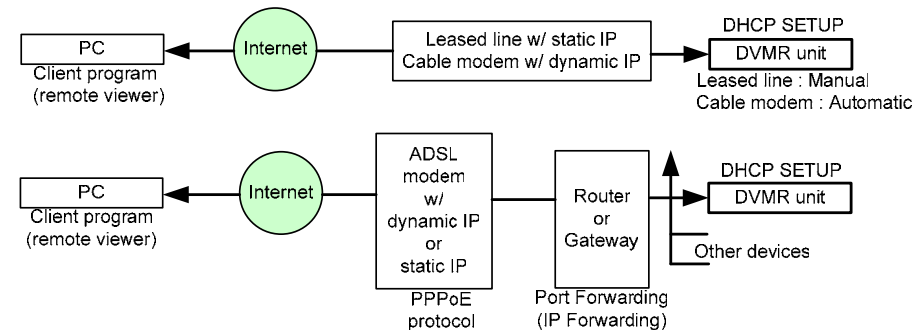 DHCP SETUP
PC
Internet
Leased line w/ static IP
Cable modem w/ dynamic IP
DVMR unit
Client program
(remote viewer)
Leased line : Manual
Cable modem : Automatic
ADSL
modem
w/
dynamic IP
or
static IP
DHCP SETUP
PC
Internet
Router
or
Gateway
DVMR unit
Client program
(remote viewer)
Other devices
PPPoE
protocol
Port Forwarding
(IP Forwarding)